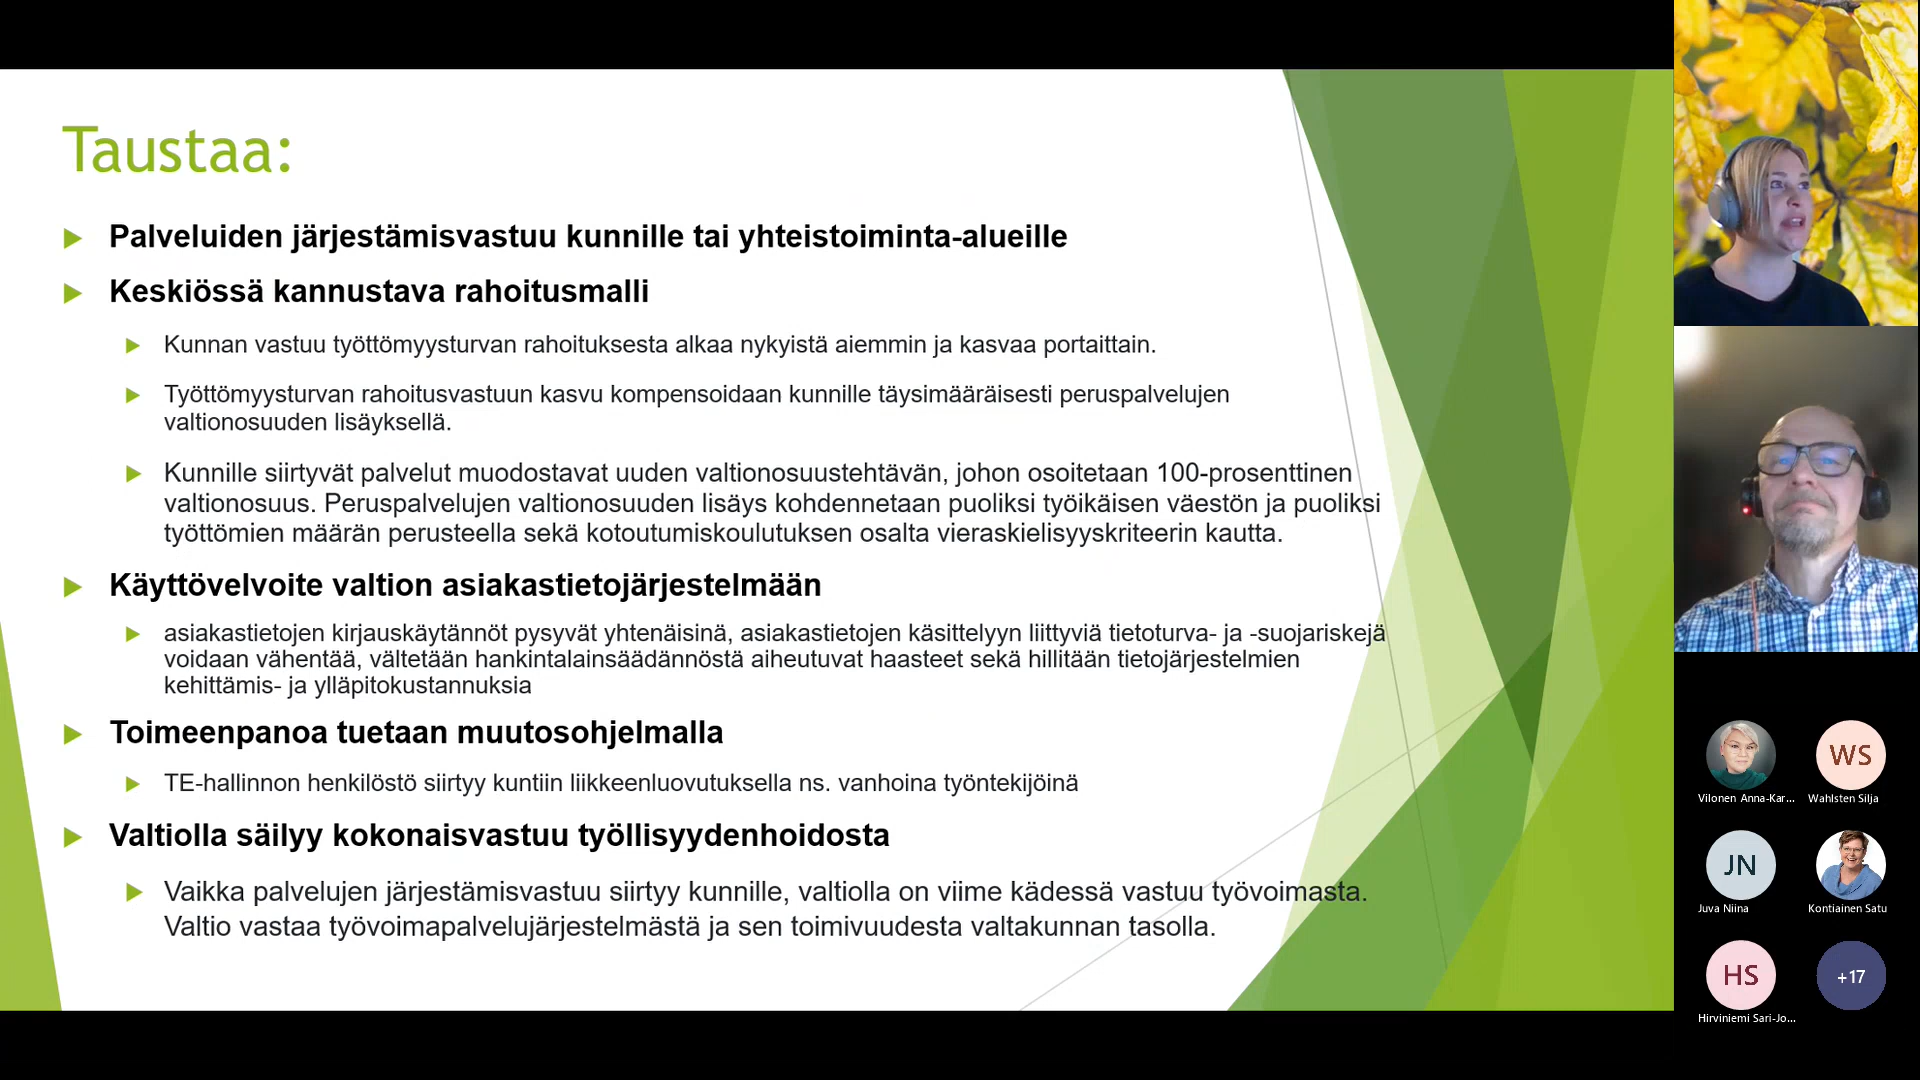 Taustaa:
Palveluiden järjestämisvastuu kunnille tai yhteistoiminta-alueille
Keskiössä kannustava rahoitusmalli
Kunnan vastuu työttömyysturvan rahoituksesta alkaa nykyistä aiemmin ja kasvaa portaittain.
Työttömyysturvan rahoitusvastuun kasvu kompensoidaan kunnille täysimääräisesti peruspalvelujen
valtionosuuden lisäyksellä.
Kunnille siirtyvät palvelut muodostavat uuden valtionosuustehtävän, johon osoitetaan 100-prosenttinen
valtionosuus. Peruspalvelujen valtionosuuden lisäys kohdennetaan puoliksi työikäisen väestön ja puoliksi
työttömien määrän perusteella sekä kotoutumiskoulutuksen osalta vieraskielisyyskriteerin kautta.
Käyttövelvoite valtion asiakastietojärjestelmään
asiakastietojen kirjauskäytännöt pysyvät yhtenäisinä, asiakastietojen käsittelyyn liittyviä tietoturva- ja -suojariskejä
voidaan vähentää, vältetään hankintalainsäädännöstä aiheutuvat haasteet sekä hillitään tietojärjestelmien
kehittämis- ja ylläpitokustannuksia
Toimeenpanoa tuetaan muutosohjelmalla
TE-hallinnon henkilöstö siirtyy kuntiin liikkeenluovutuksella ns. vanhoina työntekijöinä
Valtiolla säilyy kokonaisvastuu työllisyydenhoidosta
Vaikka palvelujen järjestämisvastuu siirtyy kunnille, valtiolla on viime kädessä vastuu työvoimasta.
Valtio vastaa työvoimapalvelujärjestelmästä ja sen toimivuudesta valtakunnan tasolla.
WS
Vilonen Anna-Kar... Wahlsten Silja
JN
Juva Niina Kontiainen Satu
HS +17
Hirviniemi Sari-Jo...